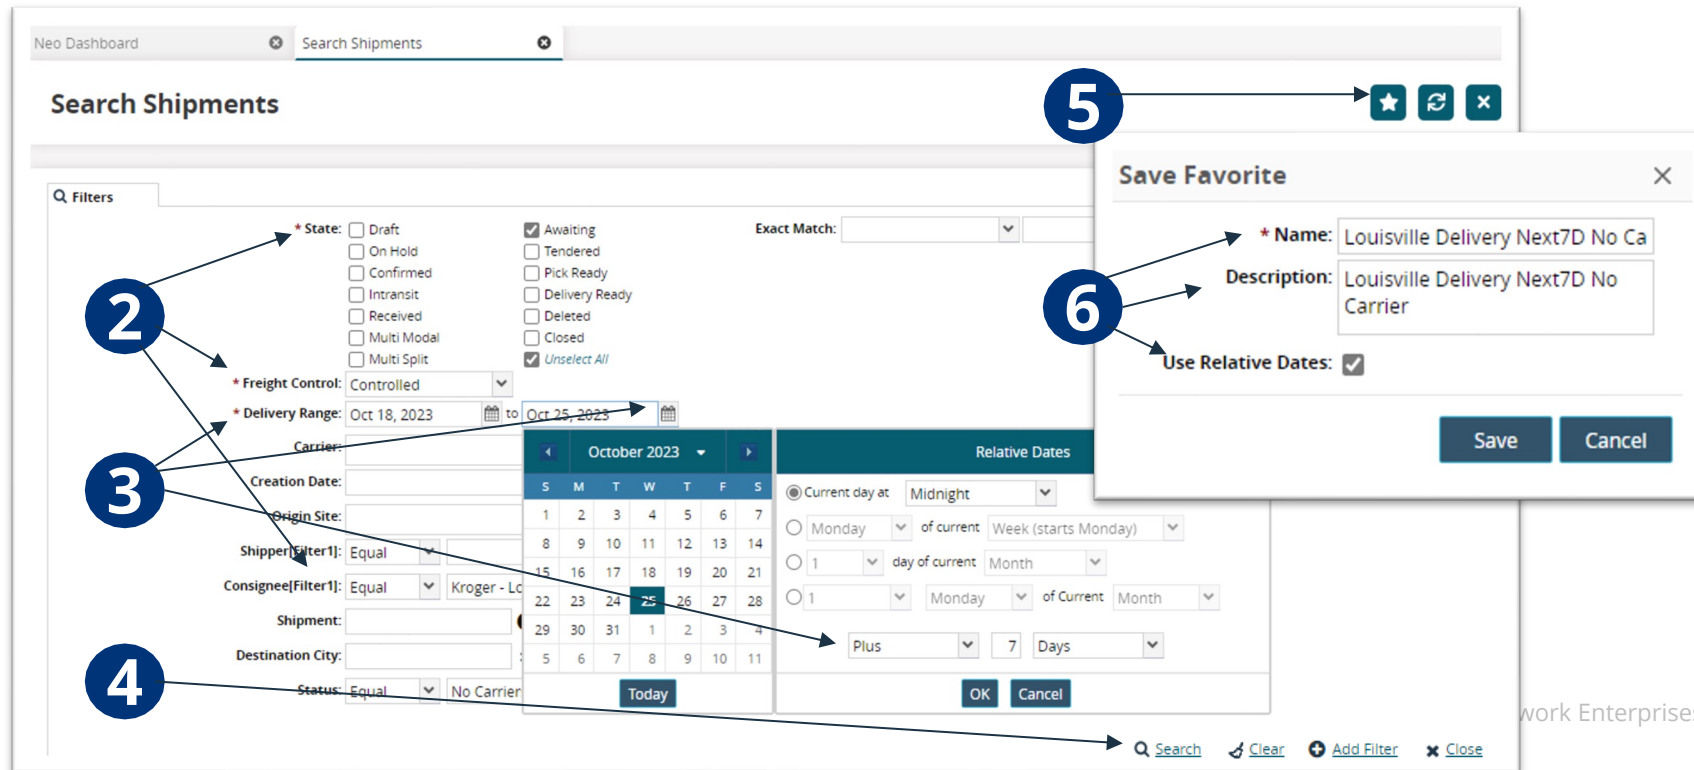 Neo Dashboard
Search Shipments
Search Shipments
5
Filters
* State:
Draft
Awaiting
Exact Match:
On Hold
Tendered
Confirmed
Pick Ready
Intransit
Delivery Ready
Received
Deleted
Multi Modal
Closed
Multi Split
Unselect All
2
* Freight Control: Controlled
* Delivery Range: Oct 18, 2023 to Oct 25, 2023
Carrier:
3
Creation Date:
Origin Site:
Shipper[Filter1]: Equal
Consignee[Filter1]: Equal Kroger - Lo
Shipment:
Destination City:
4
Status: Equal No Carrier
October 2023
S M T W T F S
1 2 3 4 5 6 7
8 9 10 11 12 13 14
15 16 17 18 19 20 21
22 23 24 25 26 27 28
29 30 31 1 2 3 4
5 6 7 8 9 10 11
Today
Relative Dates
Current day at Midnight
Monday of current Week (starts Monday)
1 day of current Month
1 Monday of Current Month
Plus 7 Days
OK Cancel
Save Favorite
6
* Name: Louisville Delivery Next7D No Ca
Description: Louisville Delivery Next7D No
Carrier
Use Relative Dates:
Save Cancel
work Enterprises
Search Clear Add Filter Close